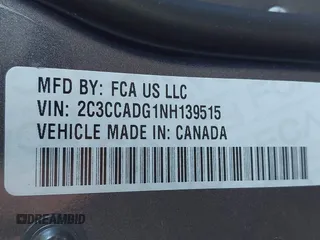 MFD BY: FCA US LLC
VIN: 2C3CCADG1NH139515
VEHICLE MADE IN: CANADA
DREAMBID